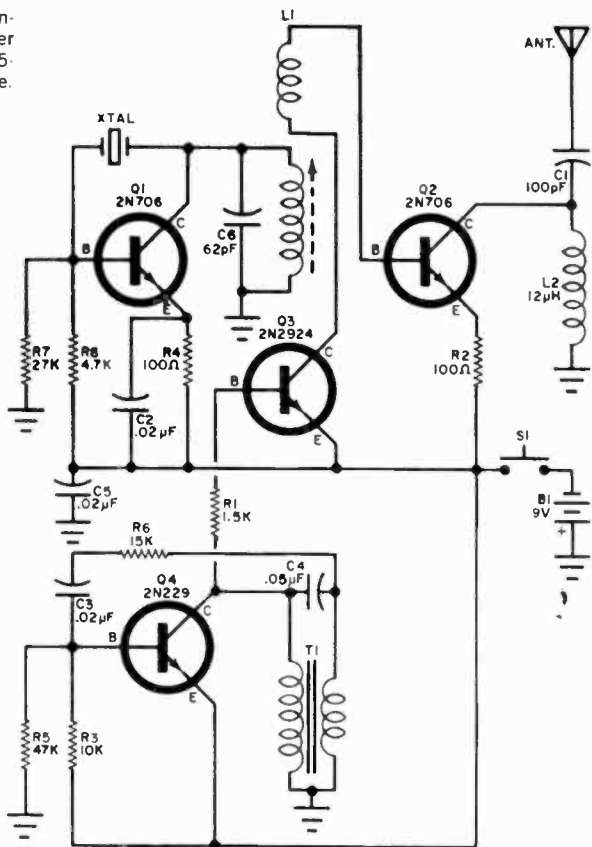 n-
er
5-
e.
L1
ANT.
XTAL
C1
100pF
Q1
2N706
Q2
2N706
C
C
C6
62pF
B
B
L2
12µH
E
E
Q3
2N2924
R7
27K
R8
4.7K
R4
100Ω
C
R2
100Ω
B
C2
.02µF
E
S1
C5
.02µF
R1
1.5K
B1
9V
+
R6
15K
C4
.05µF
Q4
2N229
C3
.02µF
C
B
T1
E
R5
47K
R3
10K